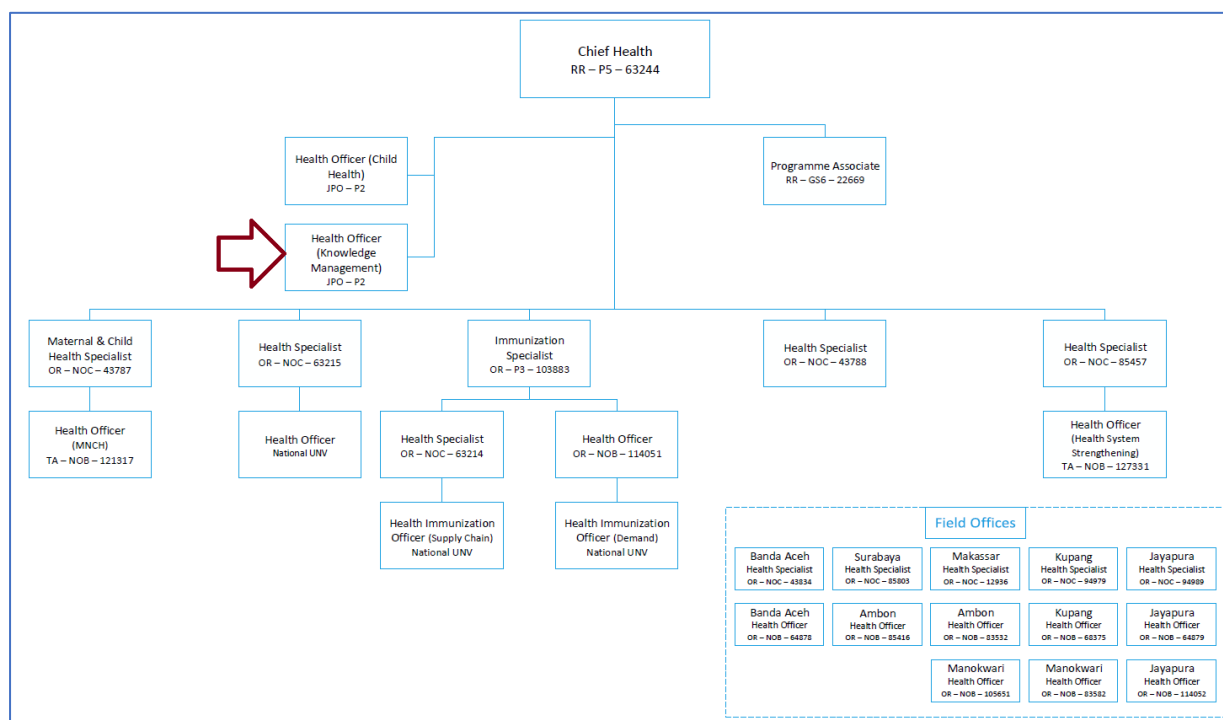 Chief Health
RR – P5 – 63244
Health Officer (Child
Health)
JPO – P2
Programme Associate
RR – GS6 – 22669
Health Officer
(Knowledge
Management)
JPO – P2
Maternal & Child
Health Specialist
OR – NOC – 43787
Health Specialist
OR – NOC – 63215
Immunization
Specialist
OR – P3 – 103883
Health Specialist
OR – NOC – 43788
Health Specialist
OR – NOC – 85457
Health Officer
(MNCH)
TA – NOB – 121317
Health Officer
National UNV
Health Specialist
OR – NOC – 63214
Health Officer
OR – NOB – 114051
Health Officer
(Health System
Strengthening)
TA – NOB – 127331
Health Immunization
Officer (Supply Chain)
National UNV
Health Immunization
Officer (Demand)
National UNV
Field Offices
Banda Aceh
Health Specialist
OR – NOC – 43834
Surabaya
Health Specialist
OR – NOC – 85803
Makassar
Health Specialist
OR – NOC – 12936
Kupang
Health Specialist
OR – NOC – 94979
Jayapura
Health Specialist
OR – NOC – 94989
Banda Aceh
Health Officer
OR – NOB – 64878
Ambon
Health Officer
OR – NOB – 85416
Ambon
Health Officer
OR – NOB – 83532
Kupang
Health Officer
OR – NOB – 68375
Jayapura
Health Officer
OR – NOB – 64879
Manokwari
Health Officer
OR – NOB – 105651
Manokwari
Health Officer
OR – NOB – 83582
Jayapura
Health Officer
OR – NOB – 114052